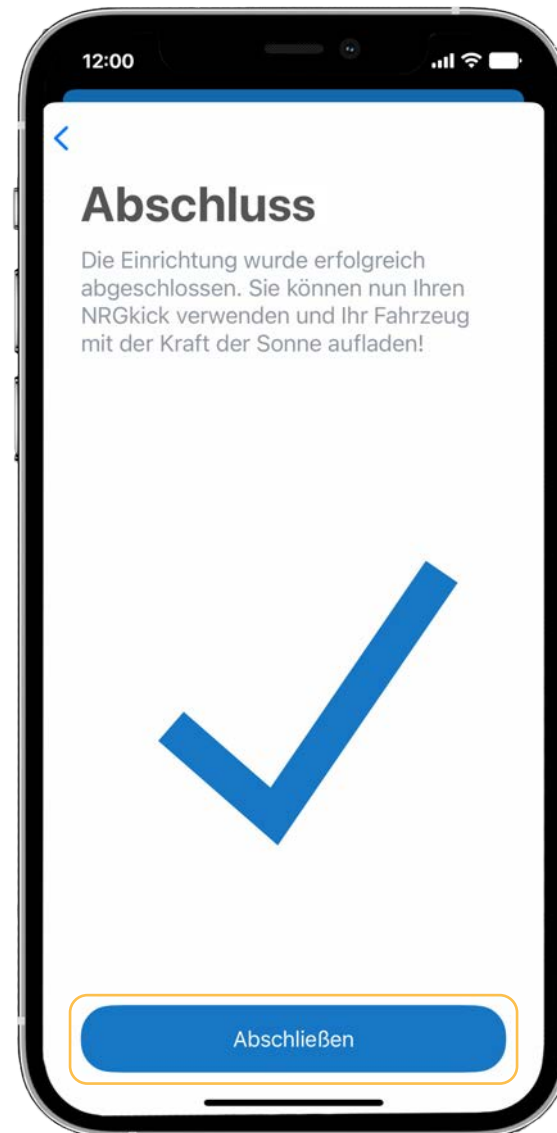 12:00
Abschluss
Die Einrichtung wurde erfolgreich
abgeschlossen. Sie können nun Ihren
NRGkick verwenden und Ihr Fahrzeug
mit der Kraft der Sonne aufladen!
Abschließen